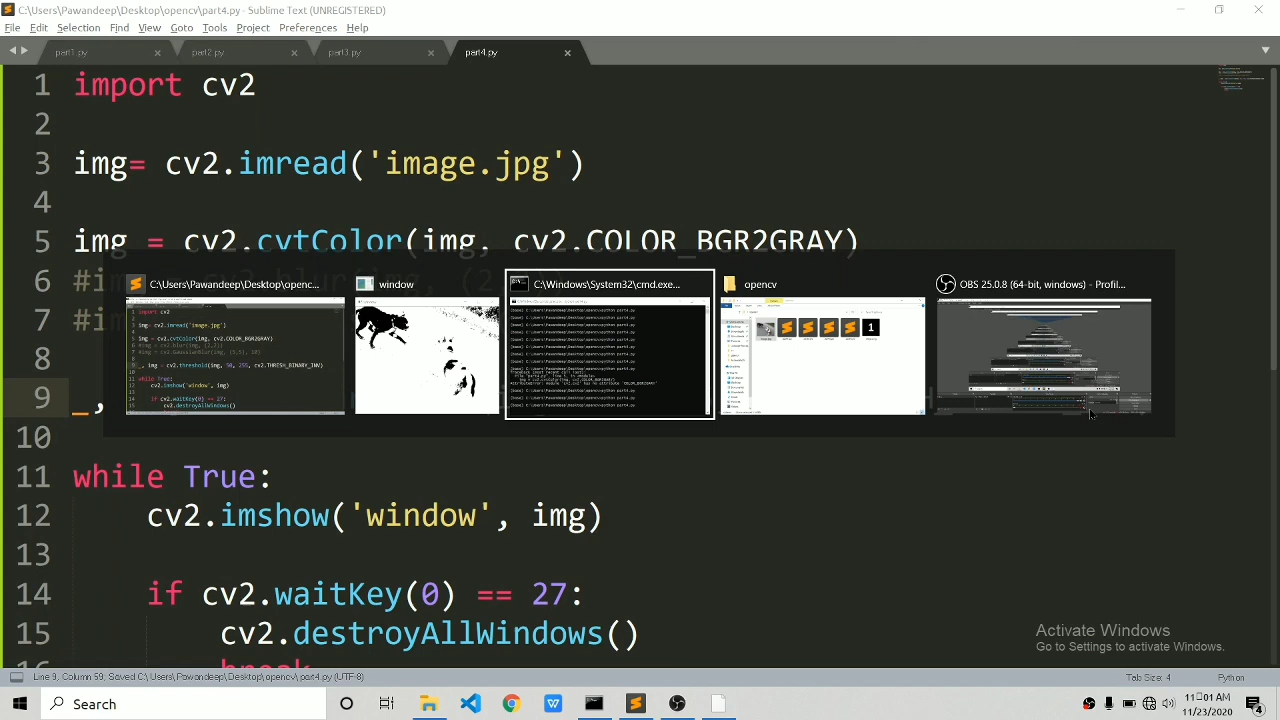 C:\Users\Pawandeep\Desktop\opencv\part4.py - Sublime Text (UNREGISTERED)
File Edit Selection Find View Goto Tools Project Preferences Help
part1.py part2.py part3.py part4.py
1 import cv2
2
3 img= cv2.imread('image.jpg')
4
5 img = cv2.cvtColor(img, cv2.COLOR_BGR2GRAY)
6
C:\Users\Pawandeep\Desktop\openc... window C:\Windows\System32\cmd.exe... opencv OBS 25.0.8 (64-bit, windows) - Profil...
10
11 while True:
12 cv2.imshow('window', img)
13
14 if cv2.waitKey(0) == 27:
15 cv2.destroyAllWindows()
16 break
Activate Windows
Go to Settings to activate Windows.
Line 9, Column 59; Saved C:\Users\Pawandeep\Desktop\opencv\part4.py (UTF-8) Tab Size: 4 Python
Search
11:01 AM
11/23/2020
4